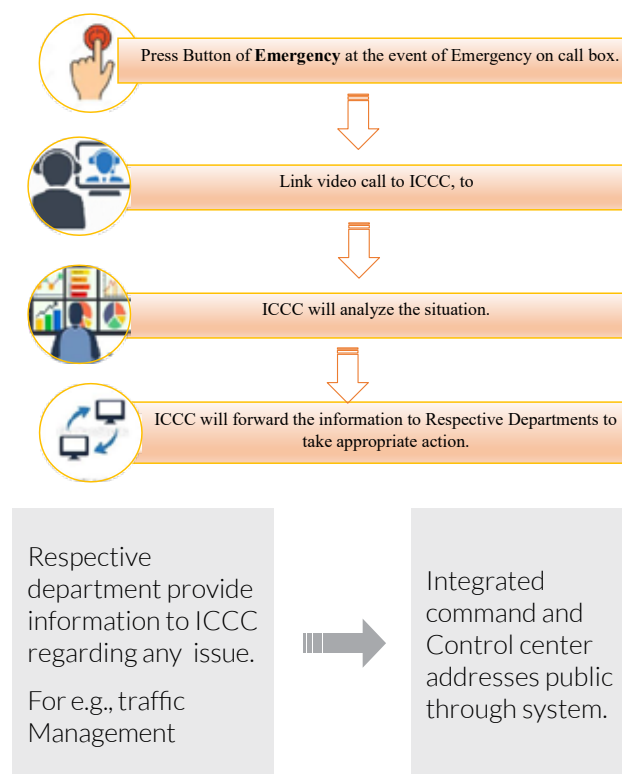 Press Button of Emergency at the event of Emergency on call box.
Link video call to ICCC, to
ICCC will analyze the situation.
ICCC will forward the information to Respective Departments to
take appropriate action.
Respective
department provide
information to ICCC
regarding any issue.
For e.g., traffic
Management
Integrated
command and
Control center
addresses public
through system.